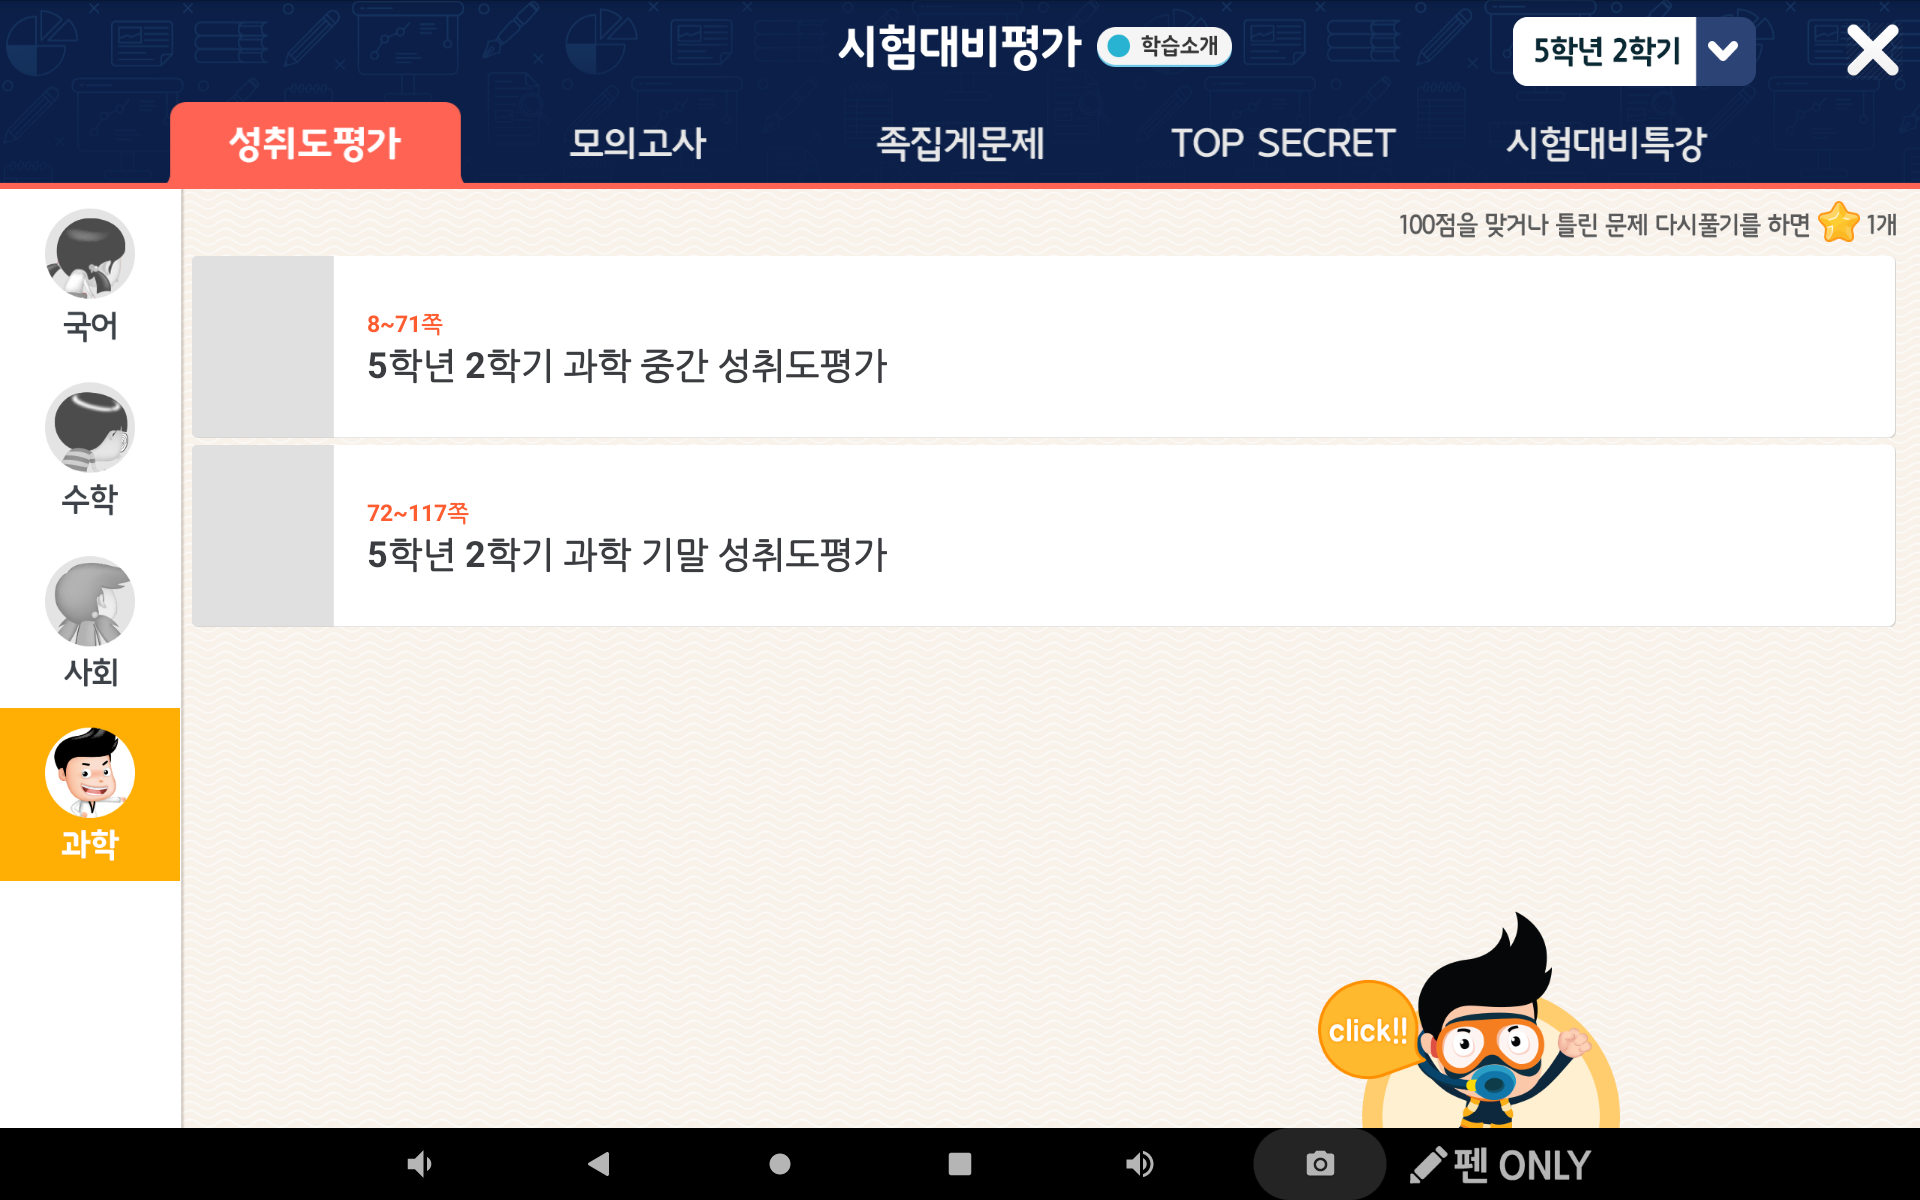 시험대비평가
학습소개
5학년 2학기
성취도평가
모의고사
족집게문제
TOP SECRET
시험대비특강
100점을 맞거나 틀린 문제 다시풀기를 하면 1개
국어
수학
사회
과학
8~71쪽
5학년 2학기 과학 중간 성취도평가
72~117쪽
5학년 2학기 과학 기말 성취도평가
click!!
펜 ONLY